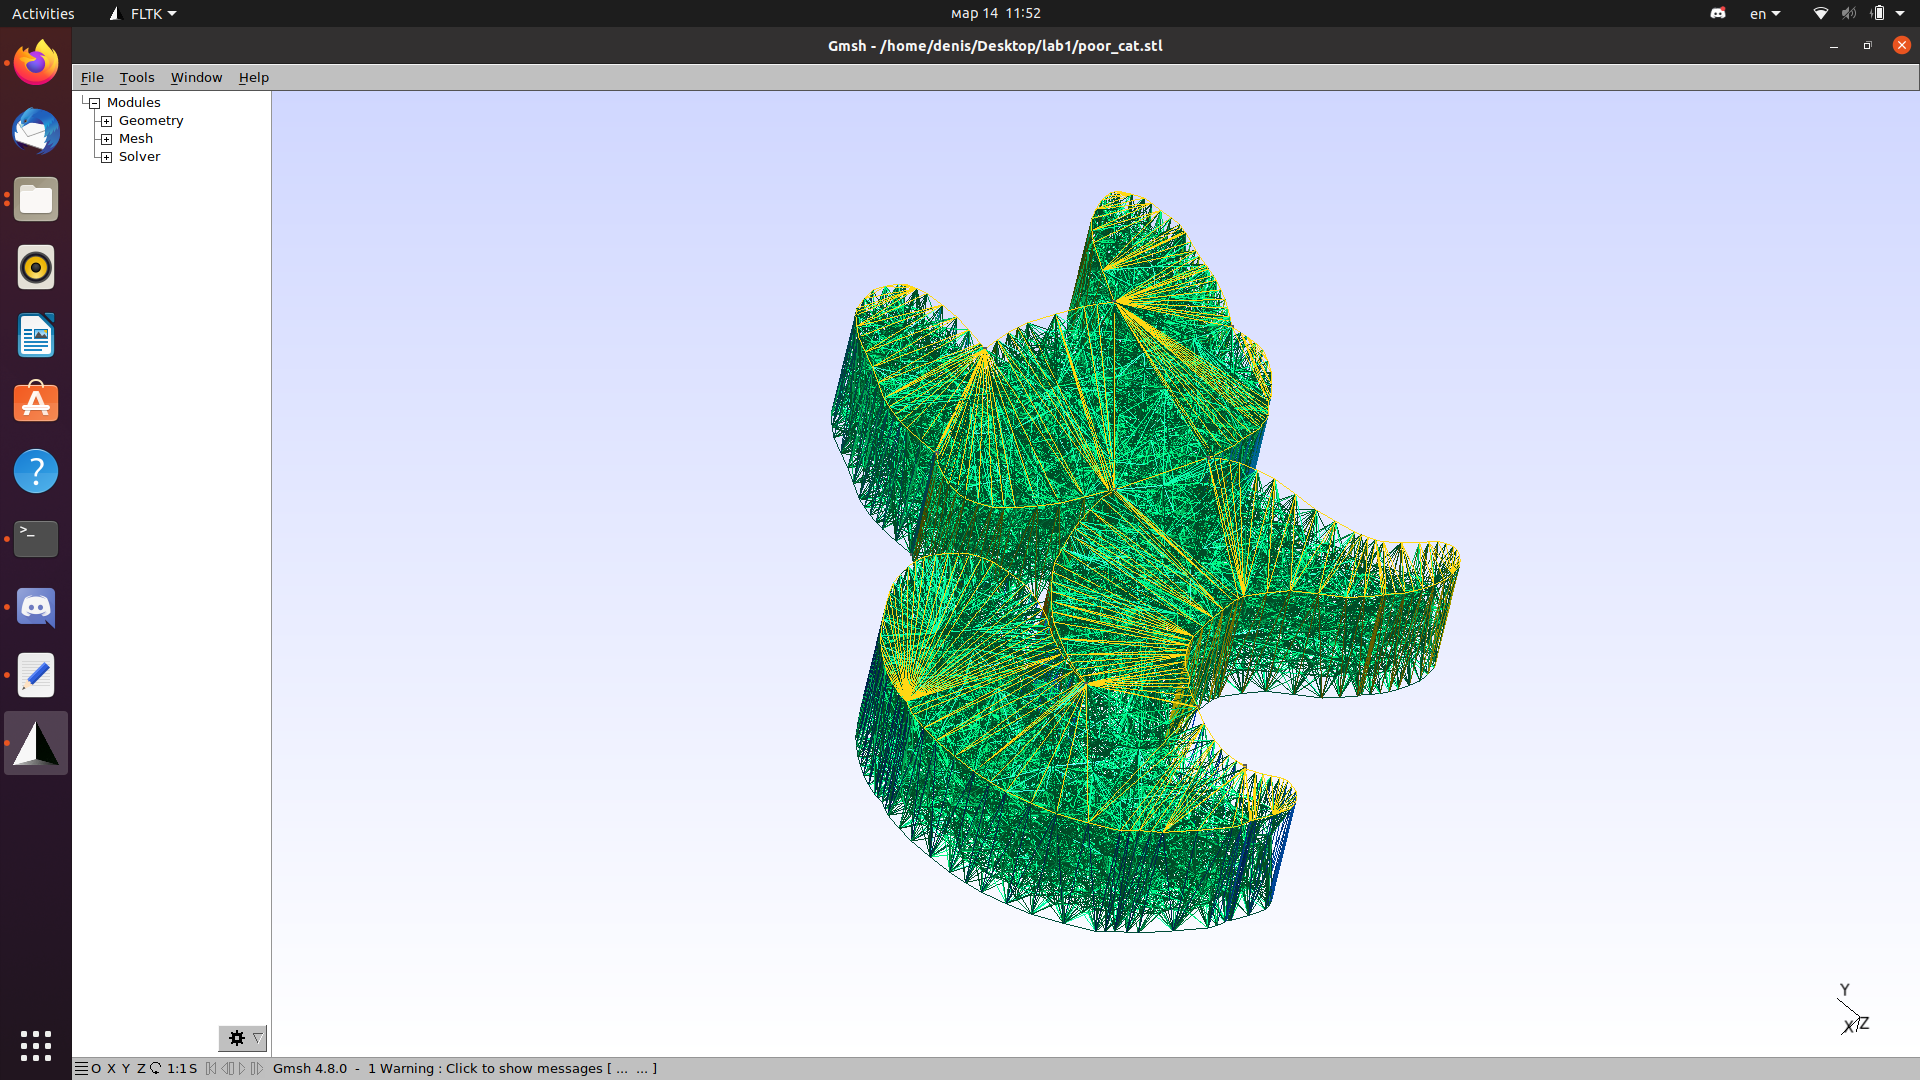 Activities FLTK мар 14 11:52 en
Gmsh - /home/denis/Desktop/lab1/poor_cat.stl
File Tools Window Help
Modules
Geometry
Mesh
Solver
Y
X Z
O X Y Z 1:1 S Gmsh 4.8.0 - 1 Warning : Click to show messages [ ... ... ]